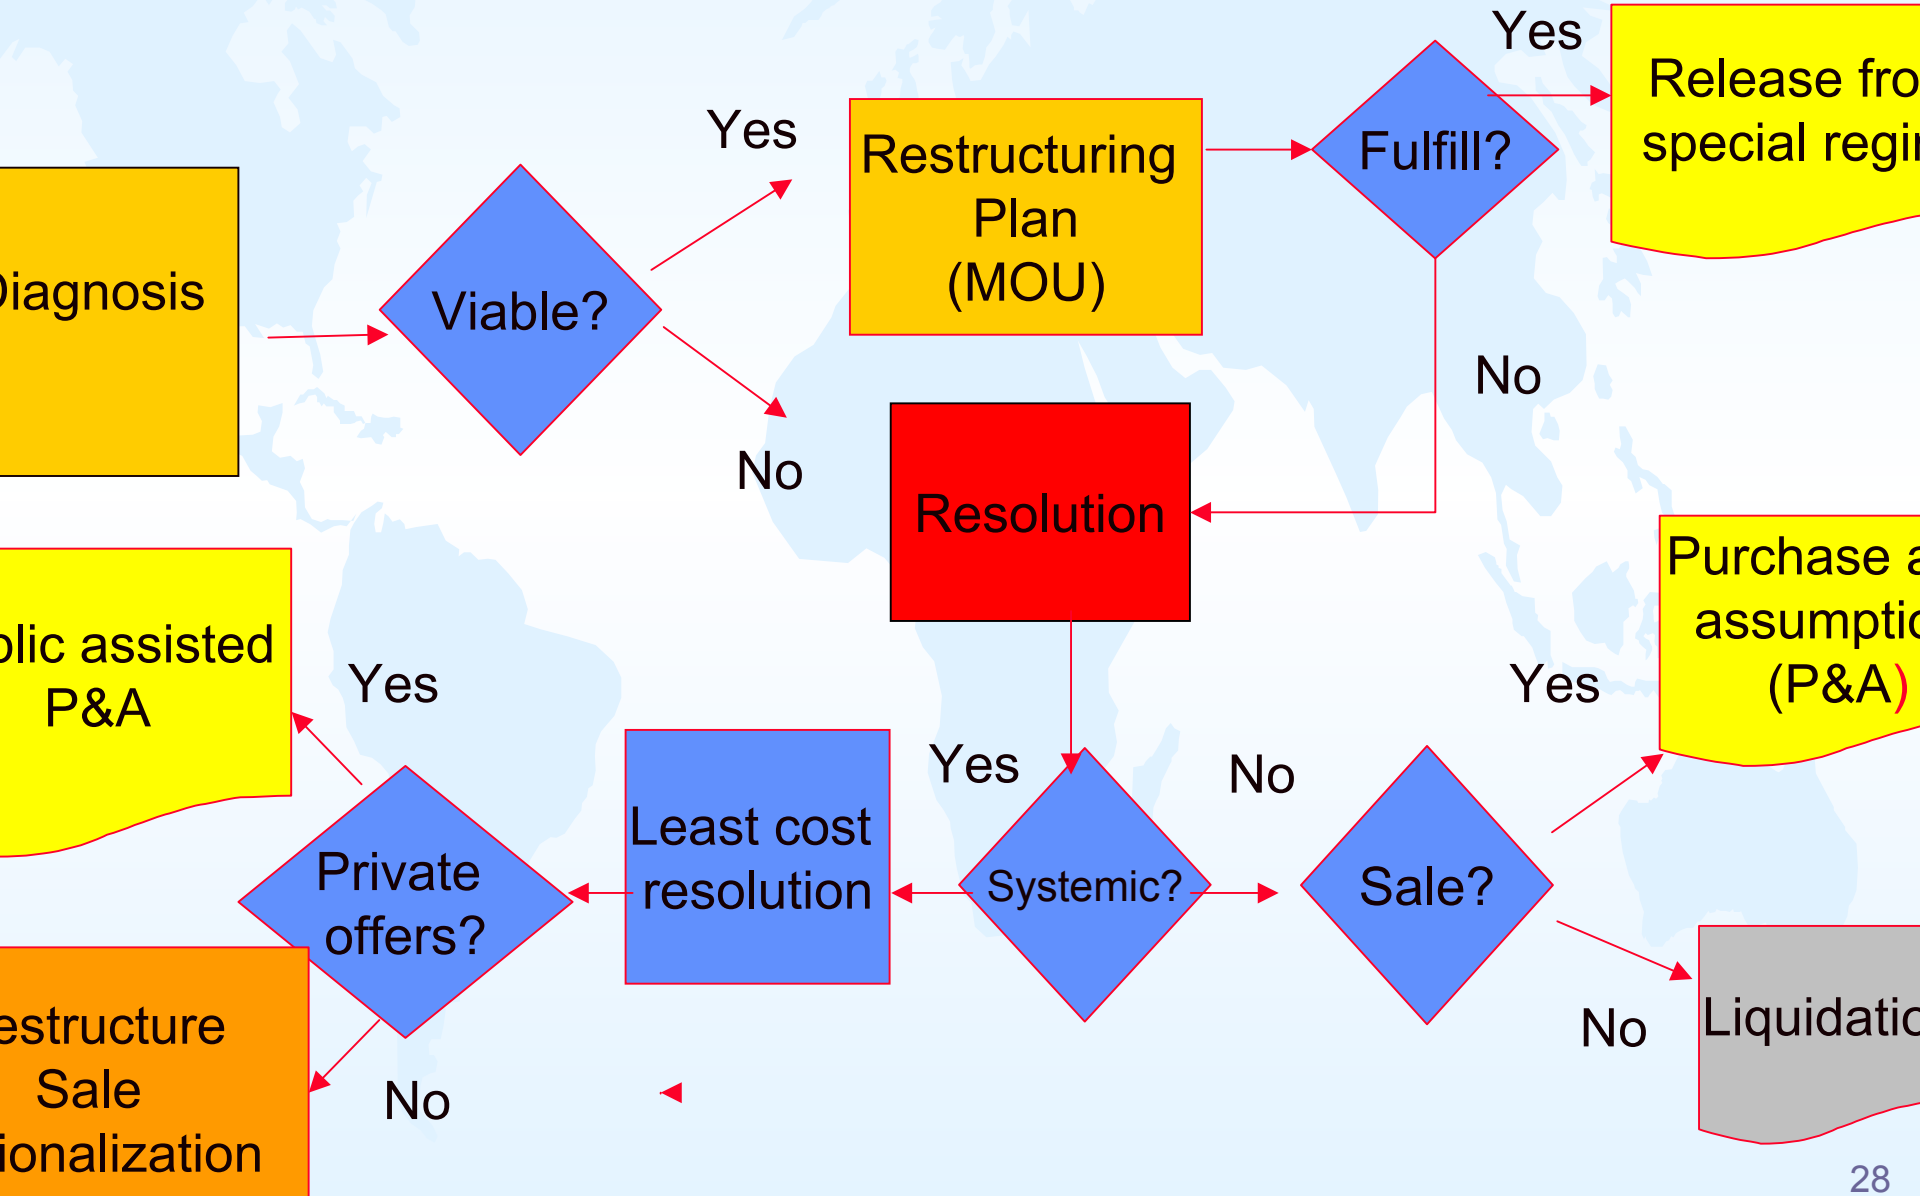 Yes
Release fro
special regi
Yes
Restructuring
Plan
(MOU)
Fulfill?
Diagnosis
Viable?
No
No
Resolution
Purchase a
assumptio
(P&A)
blic assisted
P&A
Yes
Yes
Yes
No
Least cost
resolution
Private
offers?
Systemic?
Sale?
estructure
Sale
ionalization
No
No
Liquidatio
28